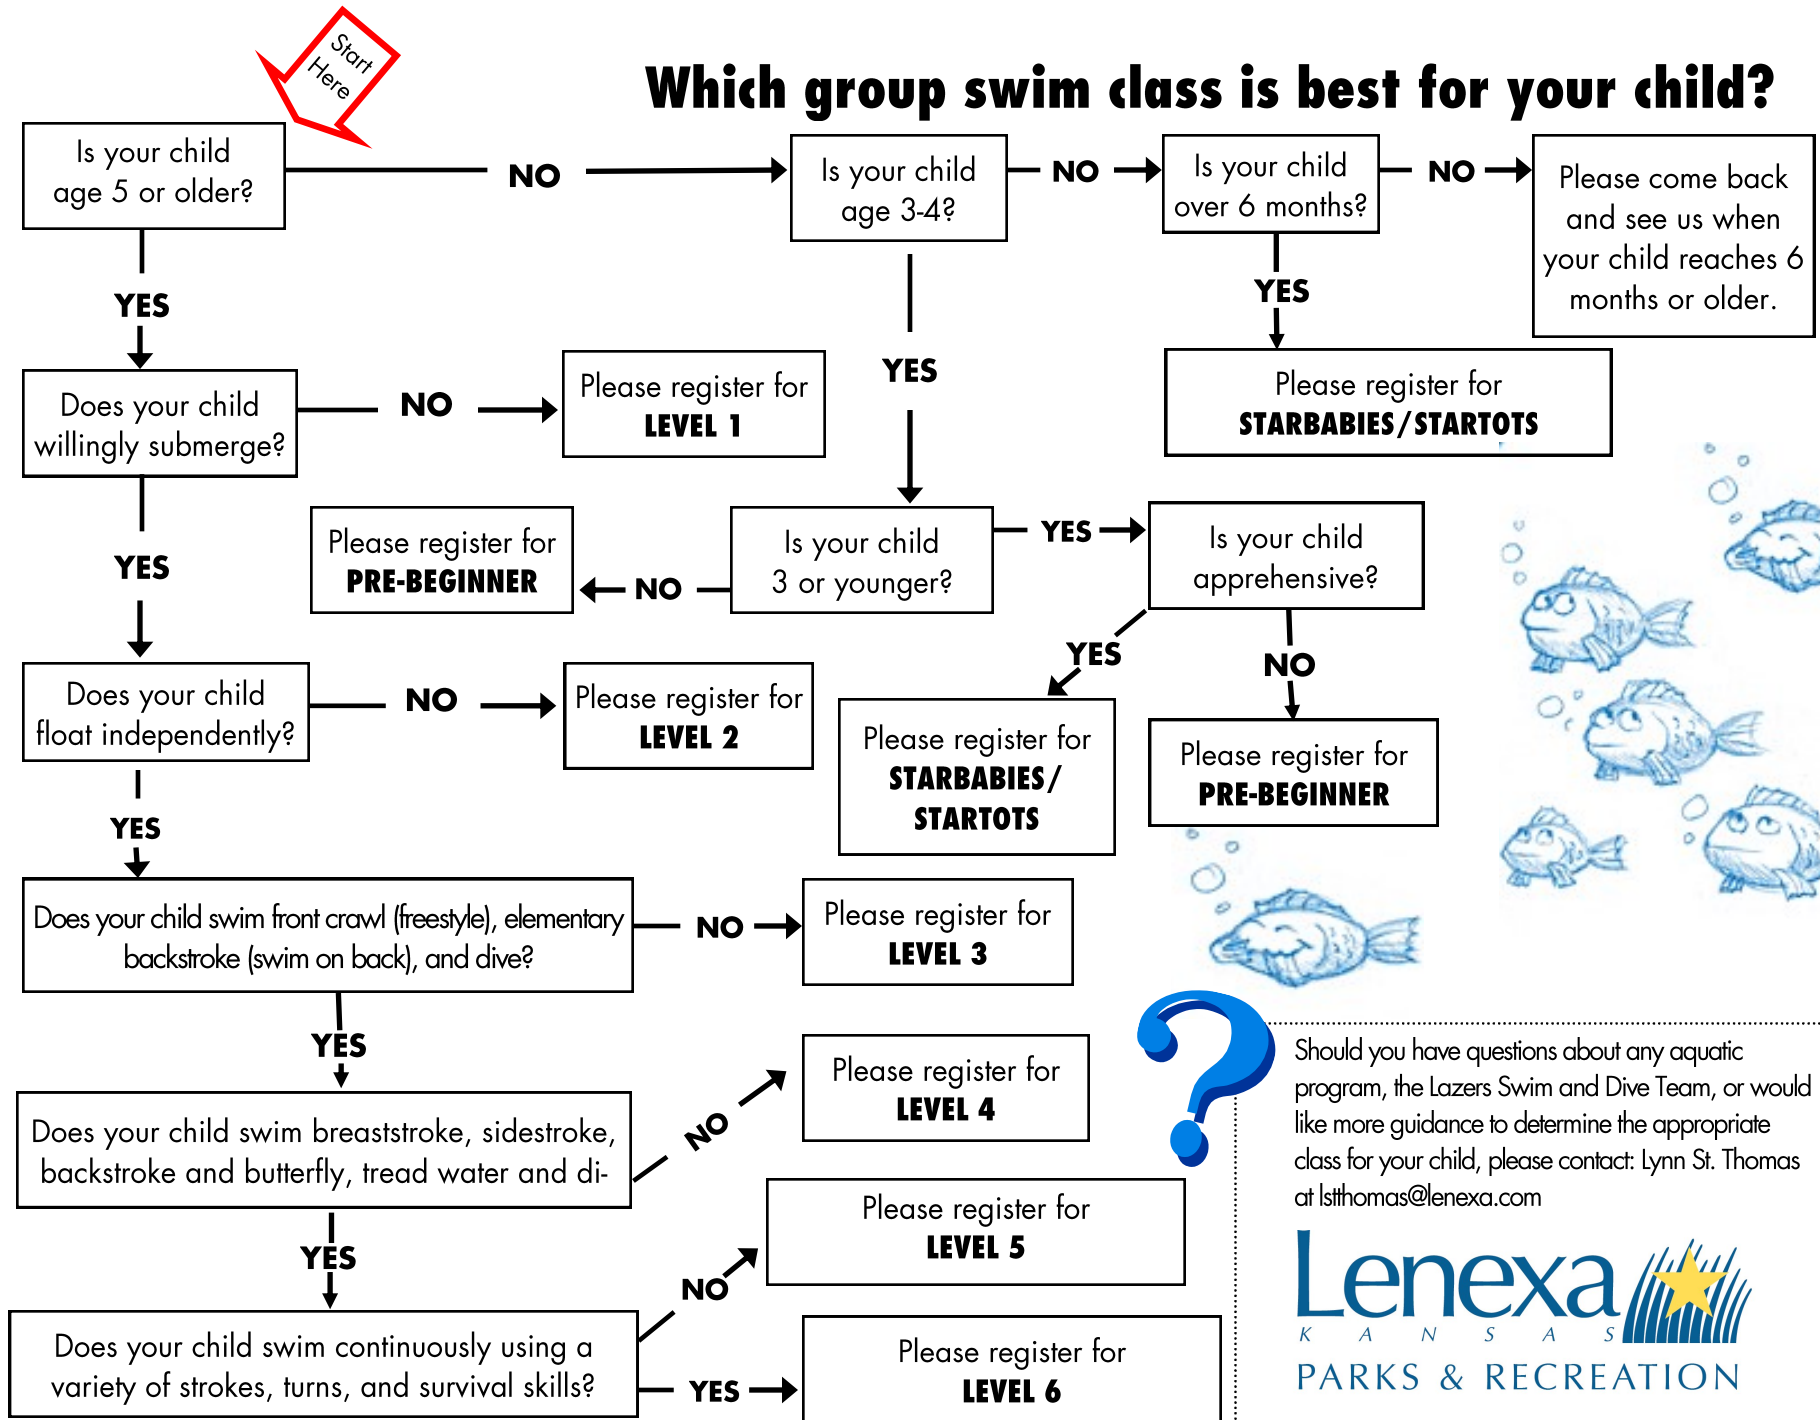 Start
Here
Which group swim class is best for your child?
Is your child
age 5 or older?
NO
Is your child
age 3-4?
NO
Is your child
over 6 months?
NO
Please come back
and see us when
your child reaches 6
months or older.
YES
YES
Please register for
STARBABIES/STARTOTS
YES
Does your child
willingly submerge?
NO
Please register for
LEVEL 1
YES
Please register for
PRE-BEGINNER
NO
Is your child
3 or younger?
YES
Is your child
apprehensive?
YES
NO
Does your child
float independently?
NO
Please register for
LEVEL 2
Please register for
STARBABIES/
STARTOTS
Please register for
PRE-BEGINNER
YES
Does your child swim front crawl (freestyle), elementary
backstroke (swim on back), and dive?
NO
Please register for
LEVEL 3
YES
Does your child swim breaststroke, sidestroke,
backstroke and butterfly, tread water and di-
NO
Please register for
LEVEL 4
YES
Does your child swim continuously using a
variety of strokes, turns, and survival skills?
NO
Please register for
LEVEL 5
YES
Please register for
LEVEL 6
Should you have questions about any aquatic
program, the Lazers Swim and Dive Team, or would
like more guidance to determine the appropriate
class for your child, please contact: Lynn St. Thomas
at lstthomas@lenexa.com
Lenexa
KANSAS
PARKS & RECREATION